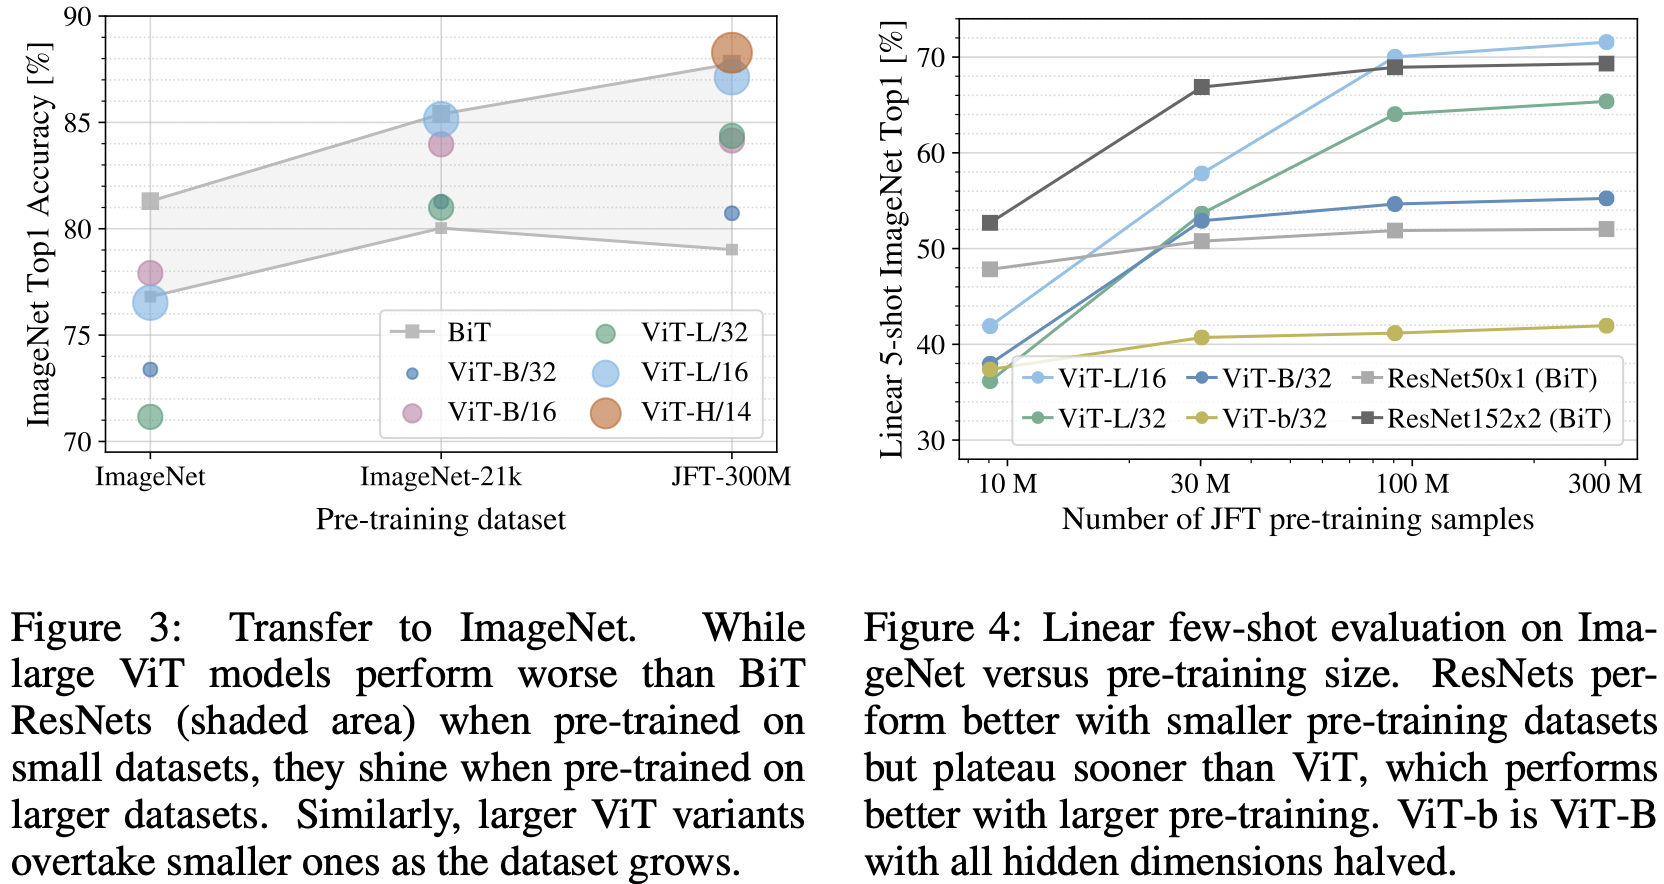 90
85
80
75
70
ImageNet Top1 Accuracy [%]
BiT
ViT-B/32
ViT-B/16
ViT-L/32
ViT-L/16
ViT-H/14
ImageNet
ImageNet-21k
JFT-300M
Pre-training dataset
Figure 3: Transfer to ImageNet. While
large ViT models perform worse than BiT
ResNets (shaded area) when pre-trained on
small datasets, they shine when pre-trained on
larger datasets. Similarly, larger ViT variants
overtake smaller ones as the dataset grows.
70
60
50
40
30
Linear 5-shot ImageNet Top1 [%]
ViT-L/16
ViT-L/32
ViT-B/32
ViT-b/32
ResNet50x1 (BiT)
ResNet152x2 (BiT)
10 M
30 M
100 M
300 M
Number of JFT pre-training samples
Figure 4: Linear few-shot evaluation on Ima-
geNet versus pre-training size. ResNets per-
form better with smaller pre-training datasets
but plateau sooner than ViT, which performs
better with larger pre-training. ViT-b is ViT-B
with all hidden dimensions halved.